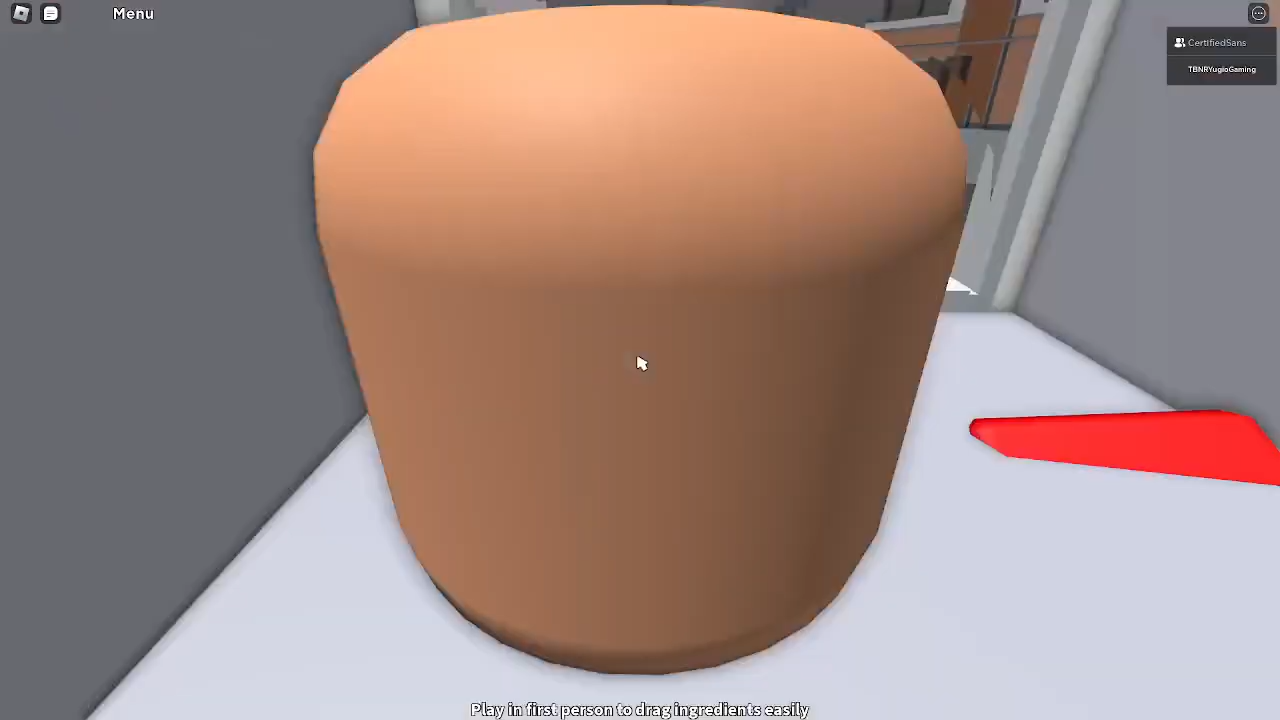 Menu
CertifiedSans
TBNRYugioGaming
Play in first person to drag ingredients easily